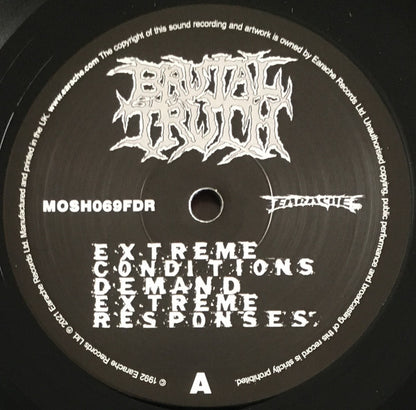 BRUTAL
TRUTH
MOSH069FDR
EARACHE
EXTREME
CONDITIONS
DEMAND
EXTREME
RESPONSES
A
℗ 1992 Earache Records Ltd. © 2021 Earache Records Ltd. Manufactured and printed in the UK. www.earache.com The copyright of this sound recording and artwork is owned by Earache Records Ltd. Unauthorised copying, public performance and broadcasting of this record is strictly prohibited.